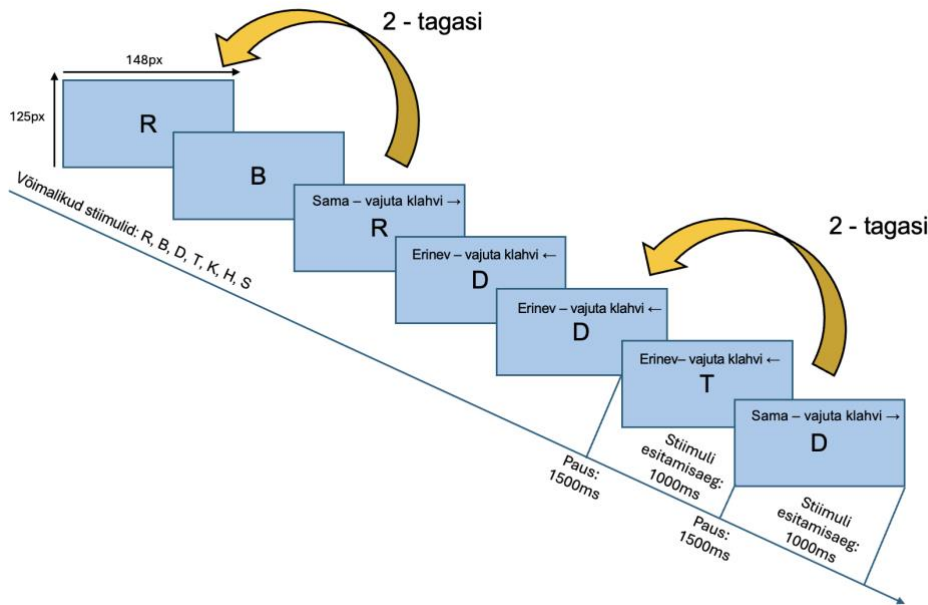 2 - tagasi
148px
125px
R
B
Sama – vajuta klahvi →
R
Erinev – vajuta klahvi ←
D
Erinev – vajuta klahvi ←
D
2 - tagasi
Erinev– vajuta klahvi ←
T
Sama – vajuta klahvi →
D
Võimalikud stiimulid: R, B, D, T, K, H, S
Paus:
1500ms
Stiimuli
esitamisaeg:
1000ms
Paus:
1500ms
Stiimuli
esitamisaeg:
1000ms